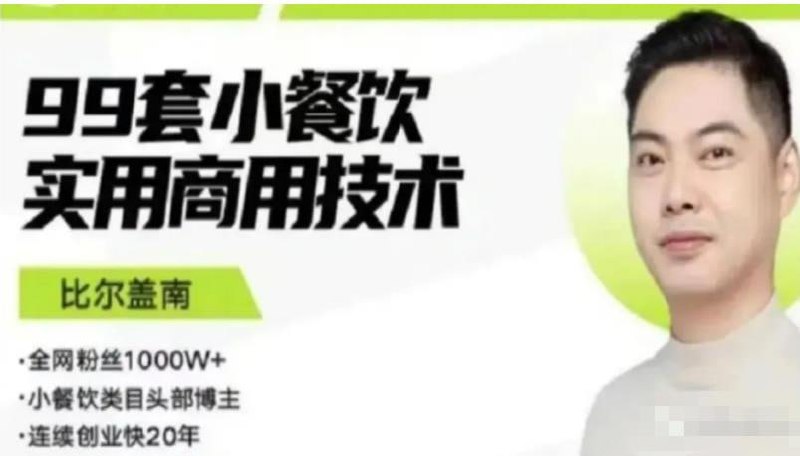 99套小餐饮
实用商用技术
比尔盖南
·全网粉丝1000W+
·小餐饮类目头部博主
·连续创业快20年